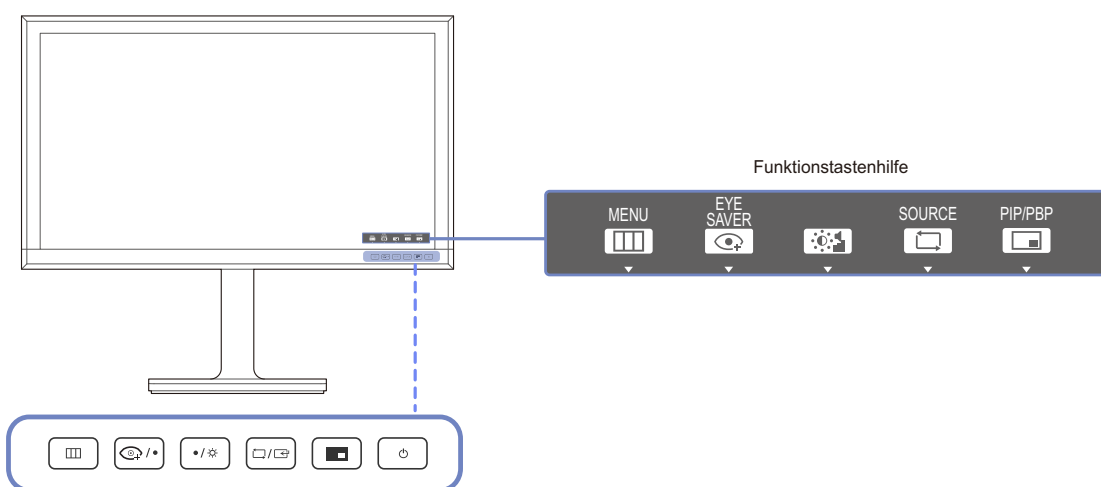 Funktionstastenhilfe
MENU
EYE
SAVER
SOURCE
PIP/PBP